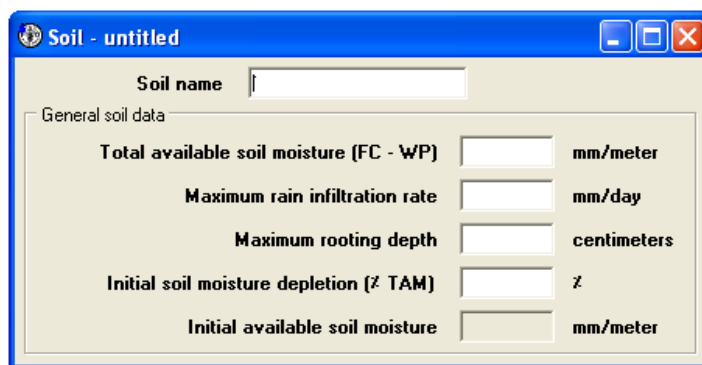 Soil - untitled
Soil name
General soil data
Total available soil moisture (FC - WP) mm/meter
Maximum rain infiltration rate mm/day
Maximum rooting depth centimeters
Initial soil moisture depletion (% TAM) %
Initial available soil moisture mm/meter